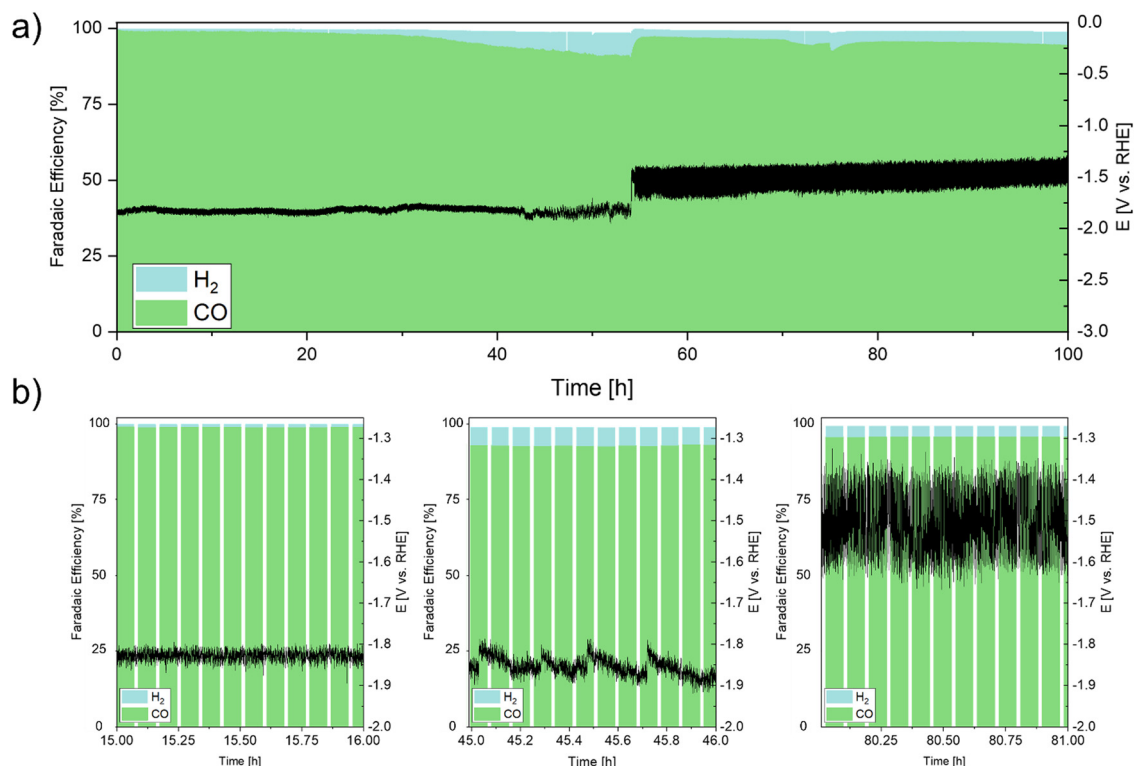 a)
100
75
50
25
0
Faradaic Efficiency [%]
0.0
-0.5
-1.0
-1.5
-2.0
-2.5
-3.0
E [V vs. RHE]
H₂
CO
0 20 40 60 80 100
Time [h]
b)
100
75
50
25
0
Faradaic Efficiency [%]
-1.3
-1.4
-1.5
-1.6
-1.7
-1.8
-1.9
-2.0
E [V vs. RHE]
H₂
CO
15.00 15.25 15.50 15.75 16.00
Time [h]
100
75
50
25
0
Faradaic Efficiency [%]
-1.3
-1.4
-1.5
-1.6
-1.7
-1.8
-1.9
-2.0
E [V vs. RHE]
H₂
CO
45.0 45.2 45.4 45.6 45.8 46.0
Time [h]
100
75
50
25
0
Faradaic Efficiency [%]
-1.3
-1.4
-1.5
-1.6
-1.7
-1.8
-1.9
-2.0
E [V vs. RHE]
H₂
CO
80.25 80.50 80.75 81.00
Time [h]